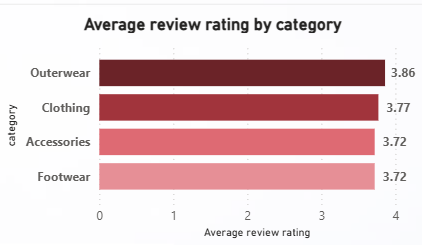 Average review rating by category
category
Outerwear 3.86
Clothing 3.77
Accessories 3.72
Footwear 3.72
0 1 2 3 4
Average review rating